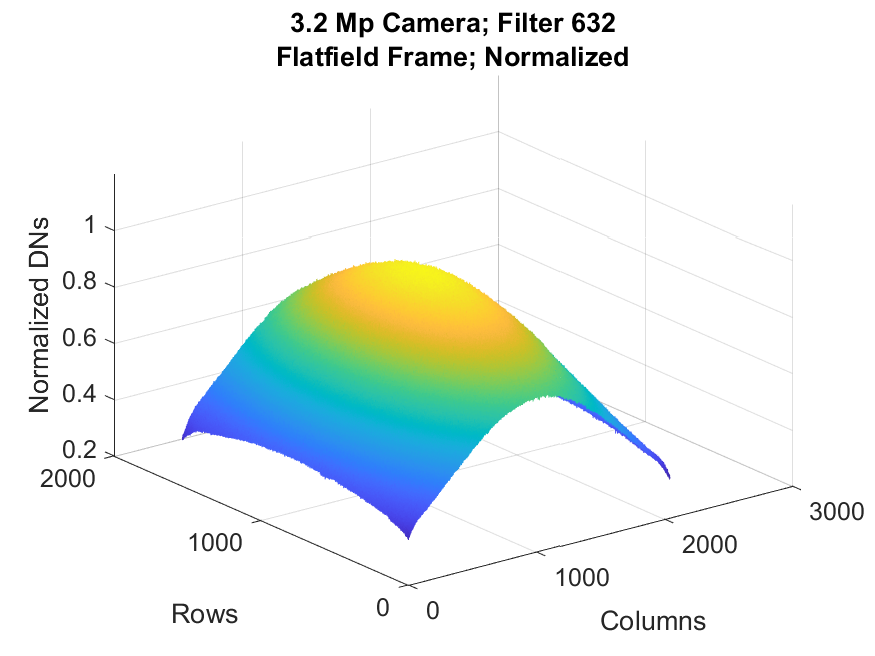 3.2 Mp Camera; Filter 632
Flatfield Frame; Normalized
Normalized DNs
1
0.8
0.6
0.4
0.2
2000
1000
0
Rows
0
1000
2000
3000
Columns